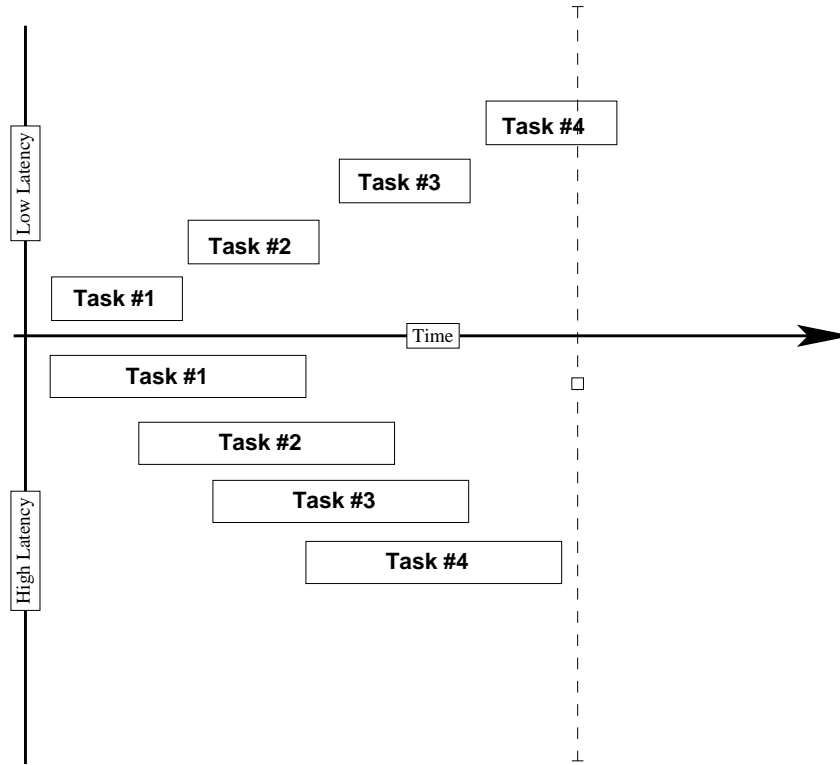 Low Latency
Task #4
Task #3
Task #2
Task #1
Time
Task #1
Task #2
Task #3
High Latency
Task #4